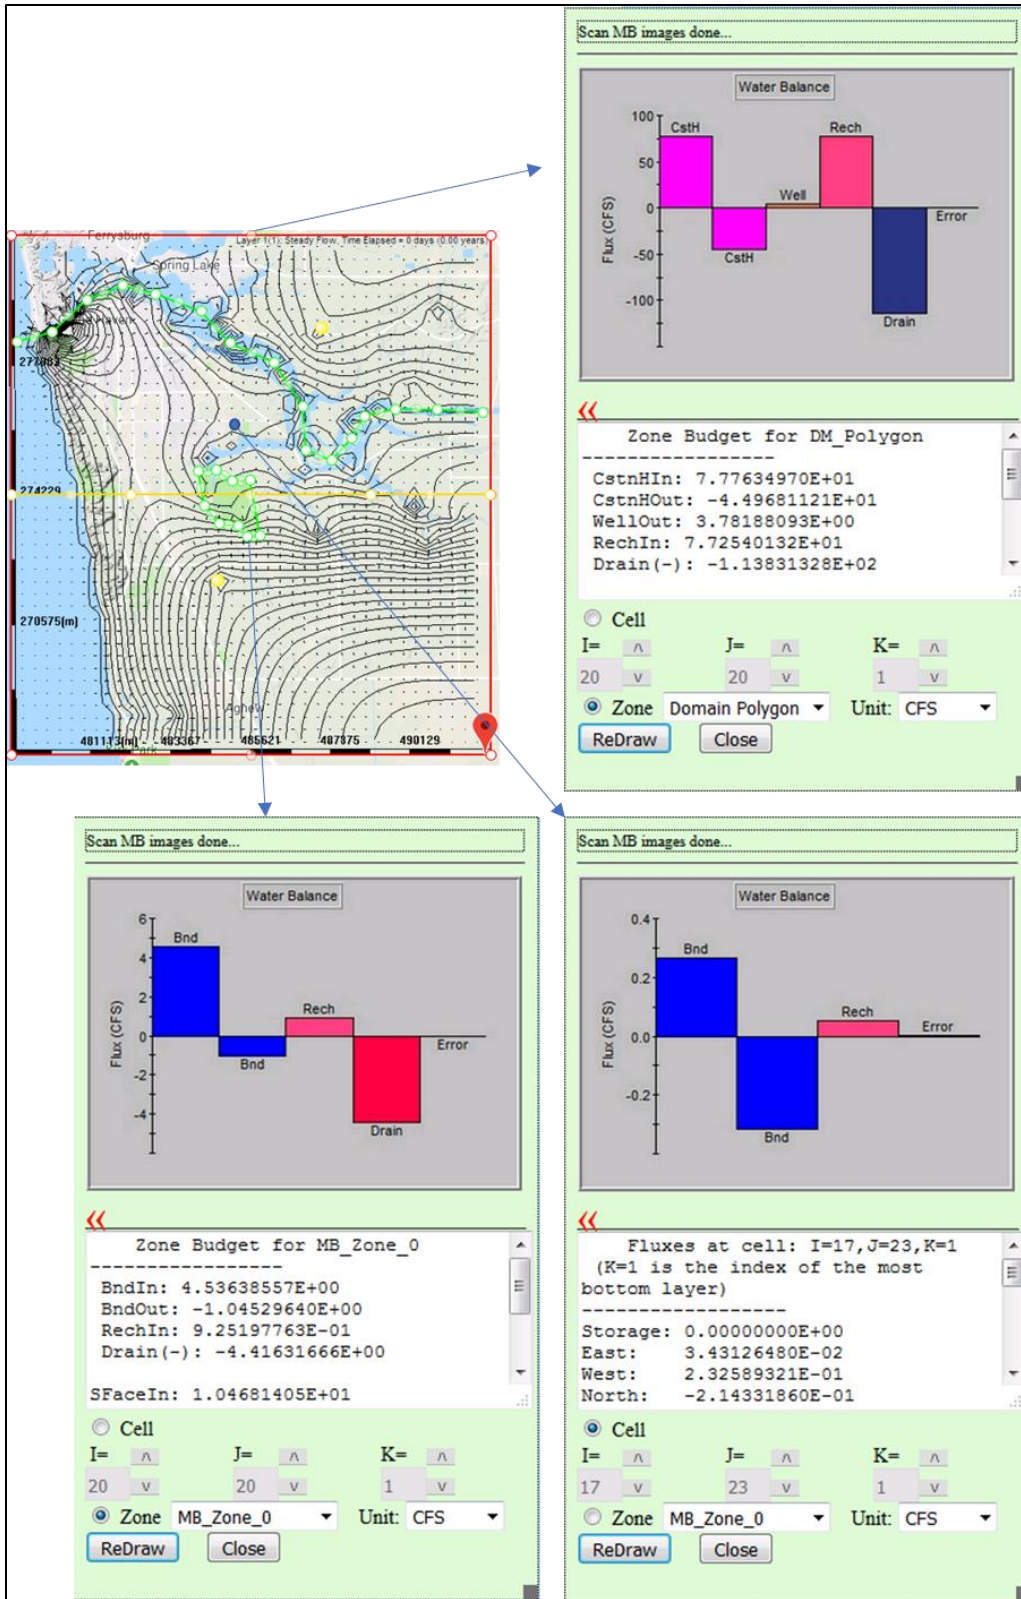 Scan MB images done...
Water Balance
100
50
0
-50
-100
Flux (CFS)
CstH
CstH
Well
Rech
Drain
Error
Zone Budget for DM_Polygon
-----------------
CstnHIn: 7.77634970E+01
CstnHOut: -4.49681121E+01
WellOut: 3.78188093E+00
RechIn: 7.72540132E+01
Drain(-): -1.13831328E+02
Cell
I= J= K=
20 20 1
Zone Domain Polygon Unit: CFS
ReDraw Close
Ferrysburg
Layer 1(1), Steady Flow, Time Elapsed = 0 days (0.00 years)
Spring Lake
274229
270575(m)
Agnew
481113(m) 483367 485621 487875 490129
Park
Scan MB images done...
Water Balance
6
4
2
0
-2
-4
Flux (CFS)
Bnd
Bnd
Rech
Drain
Error
Zone Budget for MB_Zone_0
-----------------
BndIn: 4.53638557E+00
BndOut: -1.04529640E+00
RechIn: 9.25197763E-01
Drain(-): -4.41631666E+00
SFaceIn: 1.04681405E+01
Cell
I= J= K=
20 20 1
Zone MB_Zone_0 Unit: CFS
ReDraw Close
Scan MB images done...
Water Balance
0.4
0.2
0.0
-0.2
Flux (CFS)
Bnd
Bnd
Rech
Error
Fluxes at cell: I=17,J=23,K=1
(K=1 is the index of the most
bottom layer)
------------------
Storage: 0.00000000E+00
East: 3.43126480E-02
West: 2.32589321E-01
North: -2.14331860E-01
Cell
I= J= K=
17 23 1
Zone MB_Zone_0 Unit: CFS
ReDraw Close